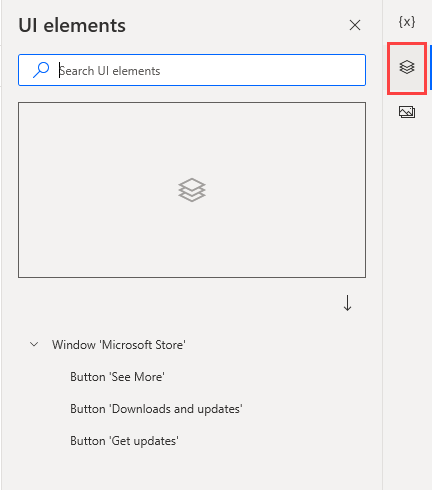 UI elements
{x}
Search UI elements
Window 'Microsoft Store'
Button 'See More'
Button 'Downloads and updates'
Button 'Get updates'